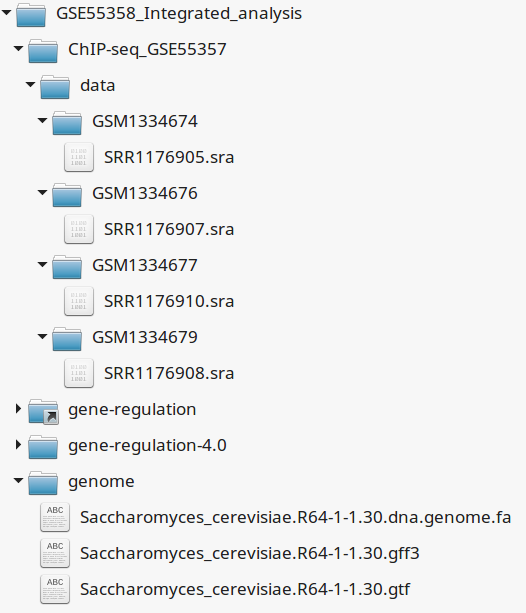 GSE55358_Integrated_analysis
ChIP-seq_GSE55357
data
GSM1334674
SRR1176905.sra
GSM1334676
SRR1176907.sra
GSM1334677
SRR1176910.sra
GSM1334679
SRR1176908.sra
gene-regulation
gene-regulation-4.0
genome
Saccharomyces_cerevisiae.R64-1-1.30.dna.genome.fa
Saccharomyces_cerevisiae.R64-1-1.30.gff3
Saccharomyces_cerevisiae.R64-1-1.30.gtf